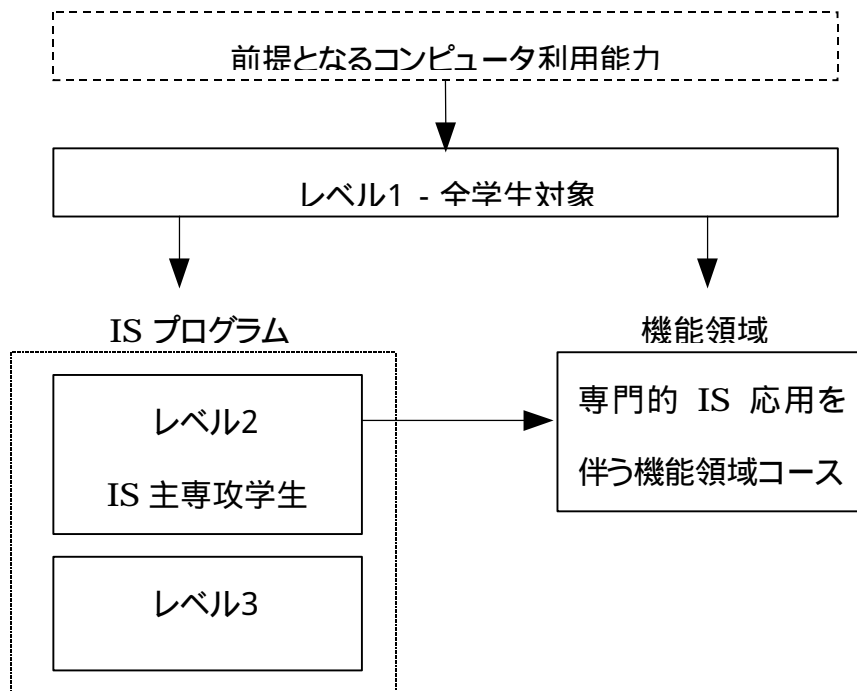 前提となるコンピュータ利用能力
レベル1 - 全学生対象
IS プログラム
機能領域
レベル2
IS 主専攻学生
専門的 IS 応用を
伴う機能領域コース
レベル3